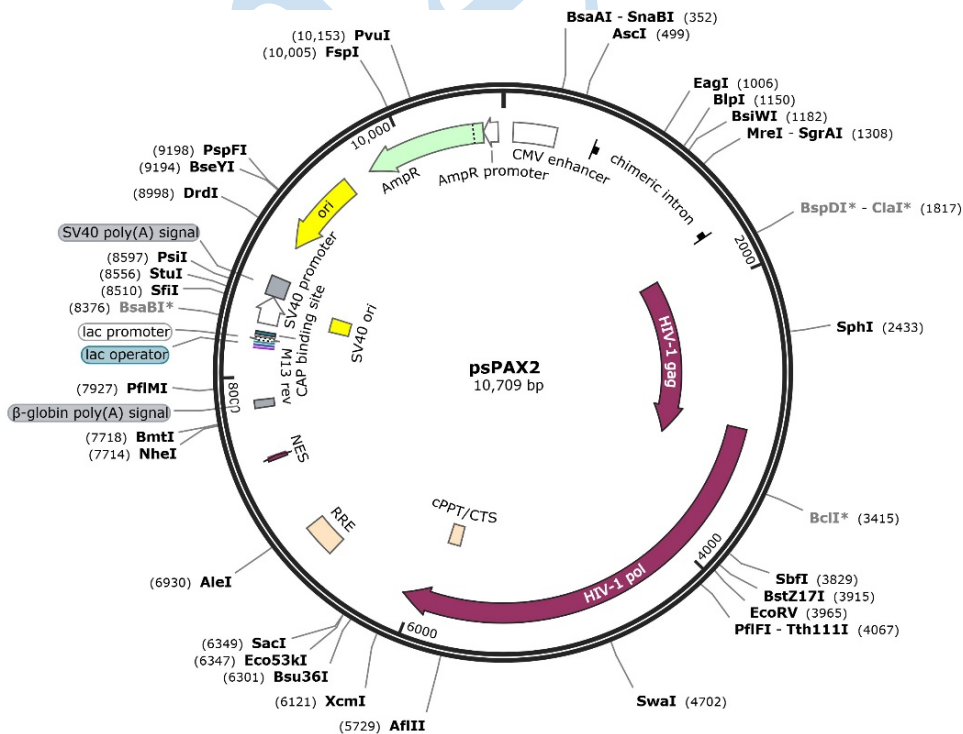 BsaAI - SnaBI (352)
AscI (499)
EagI (1006)
BlpI (1150)
BsiWI (1182)
MreI - SgrAI (1308)
BspDI* - ClaI* (1817)
SphI (2433)
BclI* (3415)
SbfI (3829)
BstZ17I (3915)
EcoRV (3965)
PflFI - Tth111I (4067)
SwaI (4702)
(5729) AflII
(6121) XcmI
(6301) Bsu36I
(6347) Eco53kI
(6349) SacI
(6930) AleI
(7714) NheI
(7718) BmtI
β-globin poly(A) signal
(7927) PflMI
lac operator
lac promoter
(8376) BsaBI*
(8510) SfiI
(8556) StuI
(8597) PsiI
SV40 poly(A) signal
(8998) DrdI
(9194) BseYI
(9198) PspFI
(10,005) FspI
(10,153) PvuI
2000
4000
6000
8000
10,000
CMV enhancer
chimeric intron
HIV-1 gag
HIV-1 pol
cPPT/CTS
RRE
NES
M13 rev
CAP binding site
SV40 promoter
SV40 ori
ori
AmpR
AmpR promoter
psPAX2
10,709 bp